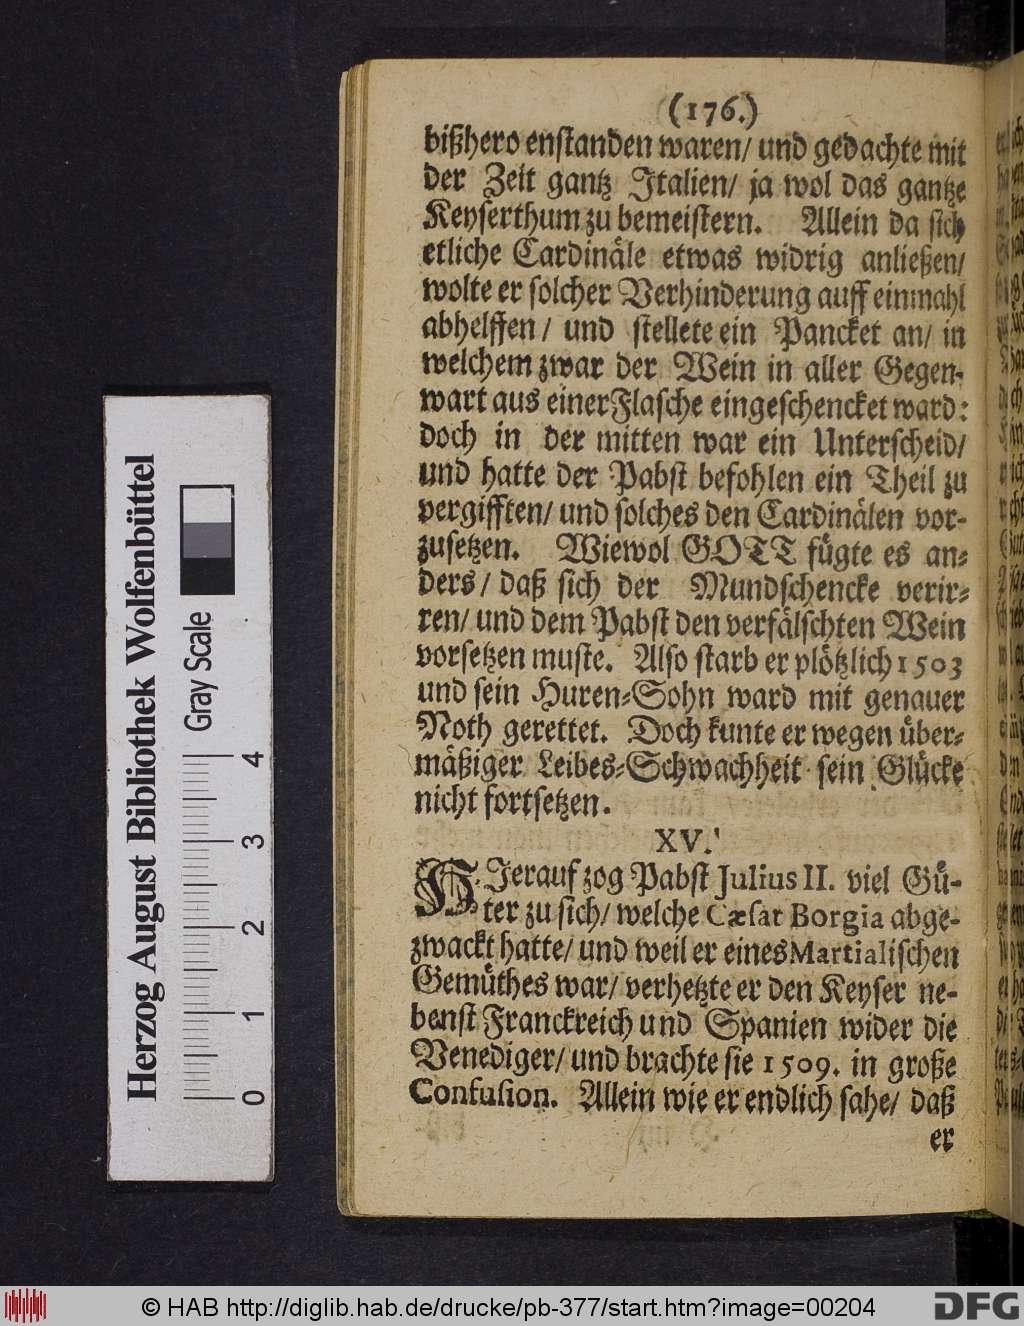 (176.)
bißhero enstanden waren/ und gedachte mit
der Zeit gantz Italien/ ja wol das gantze
Keyserthum zu bemeistern. Allein da sich
etliche Cardinäle etwas widrig anließen/
wolte er solcher Verhinderung auff einmahl
abhelffen/ und stellete ein Pancket an/ in
welchem zwar der Wein in aller Gegen-
wart aus einer Flasche eingeschencket ward:
doch in der mitten war ein Unterscheid/
und hatte der Pabst befohlen ein Theil zu
vergifften/ und solches den Cardinälen vor-
zusetzen. Wiewol GOTT fügte es an-
ders/ daß sich der Mundschencke verir-
ren/ und dem Pabst den verfälschten Wein
vorsetzen muste. Also starb er plötzlich 1503
und sein Huren-Sohn ward mit genauer
Noth gerettet. Doch kunte er wegen über-
mäßiger Leibes-Schwachheit sein Glücke
nicht fortsetzen.
XV.
HIerauf zog Pabst Julius II. viel Gü-
ter zu sich/ welche Cæsar Borgia abge-
zwackt hatte/ und weil er eines Martialischen
Gemüthes war/ verhetzte er den Keyser ne-
benst Franckreich und Spanien wider die
Venediger/ und brachte sie 1509. in große
Confusion. Allein wie er endlich sahe/ daß
er
Herzog August Bibliothek Wolfenbüttel
Gray Scale
0 1 2 3 4
© HAB http://diglib.hab.de/drucke/pb-377/start.htm?image=00204
DFG